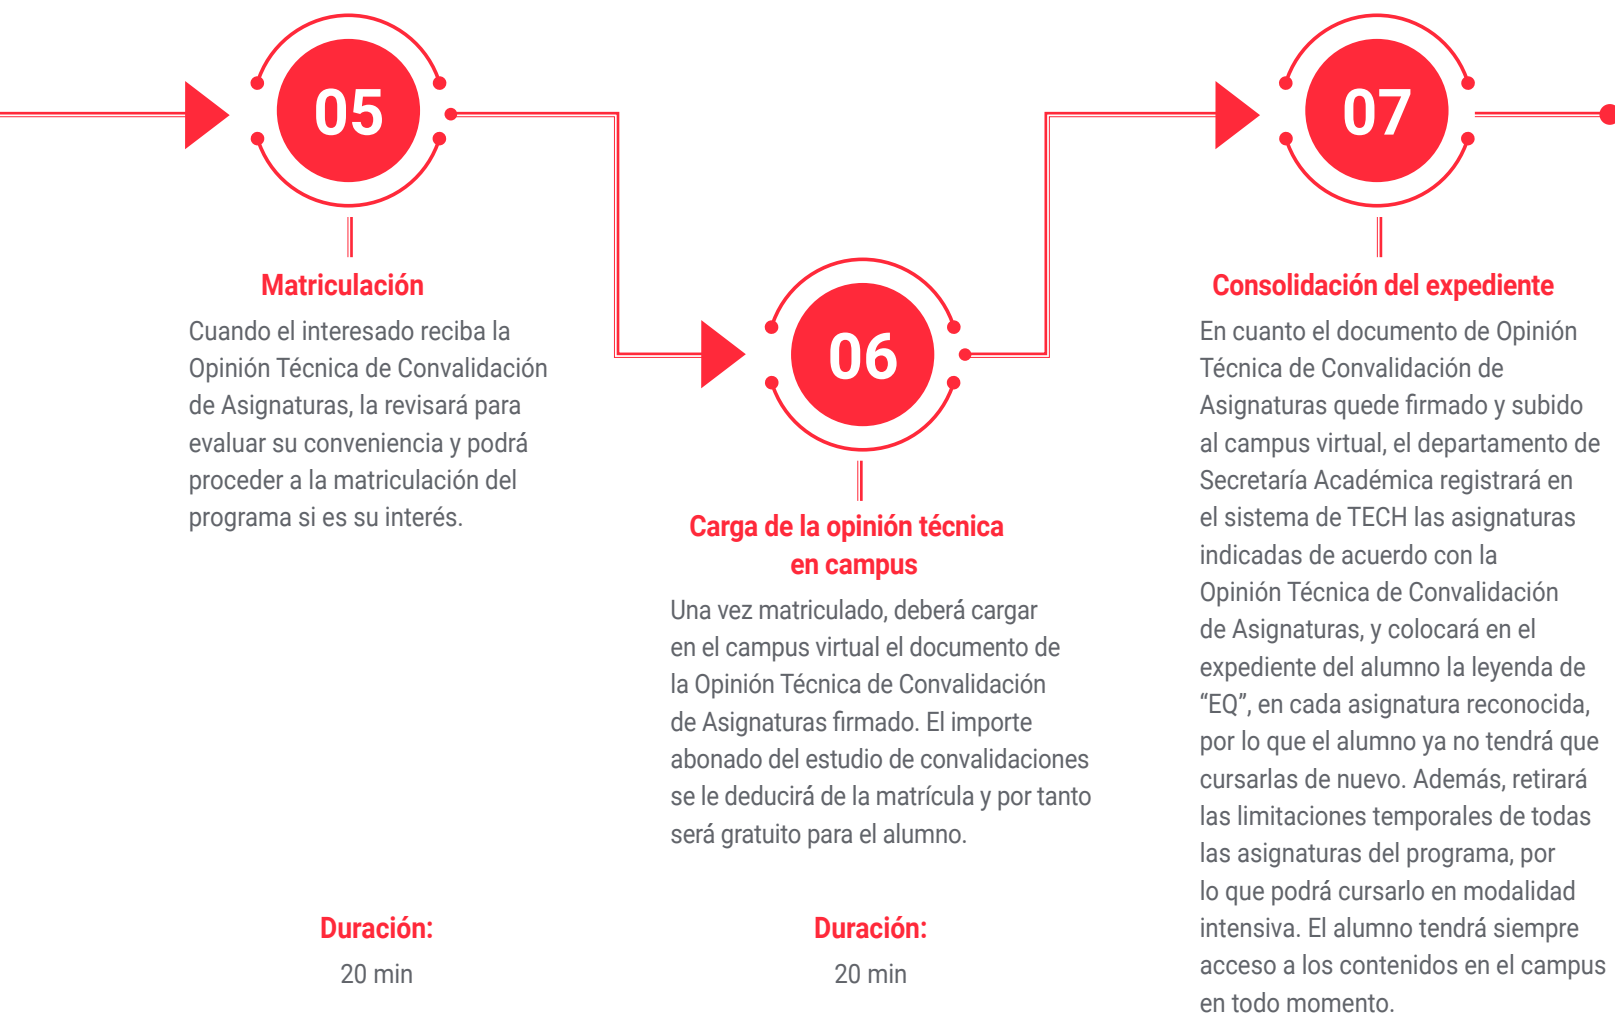 05
Matriculación
Cuando el interesado reciba la
Opinión Técnica de Convalidación
de Asignaturas, la revisará para
evaluar su conveniencia y podrá
proceder a la matriculación del
programa si es su interés.
Duración:
20 min
06
Carga de la opinión técnica
en campus
Una vez matriculado, deberá cargar
en el campus virtual el documento de
la Opinión Técnica de Convalidación
de Asignaturas firmado. El importe
abonado del estudio de convalidaciones
se le deducirá de la matrícula y por tanto
será gratuito para el alumno.
Duración:
20 min
07
Consolidación del expediente
En cuanto el documento de Opinión
Técnica de Convalidación de
Asignaturas quede firmado y subido
al campus virtual, el departamento de
Secretaría Académica registrará en
el sistema de TECH las asignaturas
indicadas de acuerdo con la
Opinión Técnica de Convalidación
de Asignaturas, y colocará en el
expediente del alumno la leyenda de
“EQ”, en cada asignatura reconocida,
por lo que el alumno ya no tendrá que
cursarlas de nuevo. Además, retirará
las limitaciones temporales de todas
las asignaturas del programa, por
lo que podrá cursarlo en modalidad
intensiva. El alumno tendrá siempre
acceso a los contenidos en el campus
en todo momento.